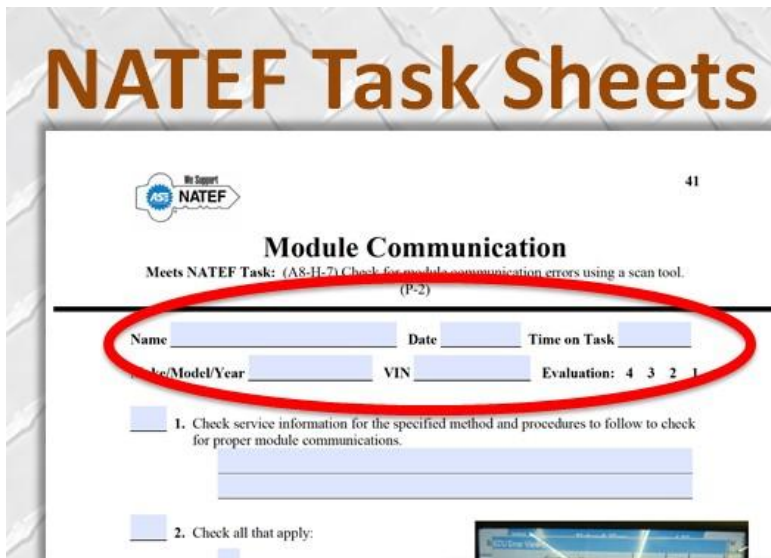 NATEF Task Sheets
We Support
ASE NATEF
41
Module Communication
Meets NATEF Task: (A8-H-7) Check for module communication errors using a scan tool.
(P-2)
Name Date Time on Task
Make/Model/Year VIN Evaluation: 4 3 2 1
1. Check service information for the specified method and procedures to follow to check
for proper module communications.
2. Check all that apply: